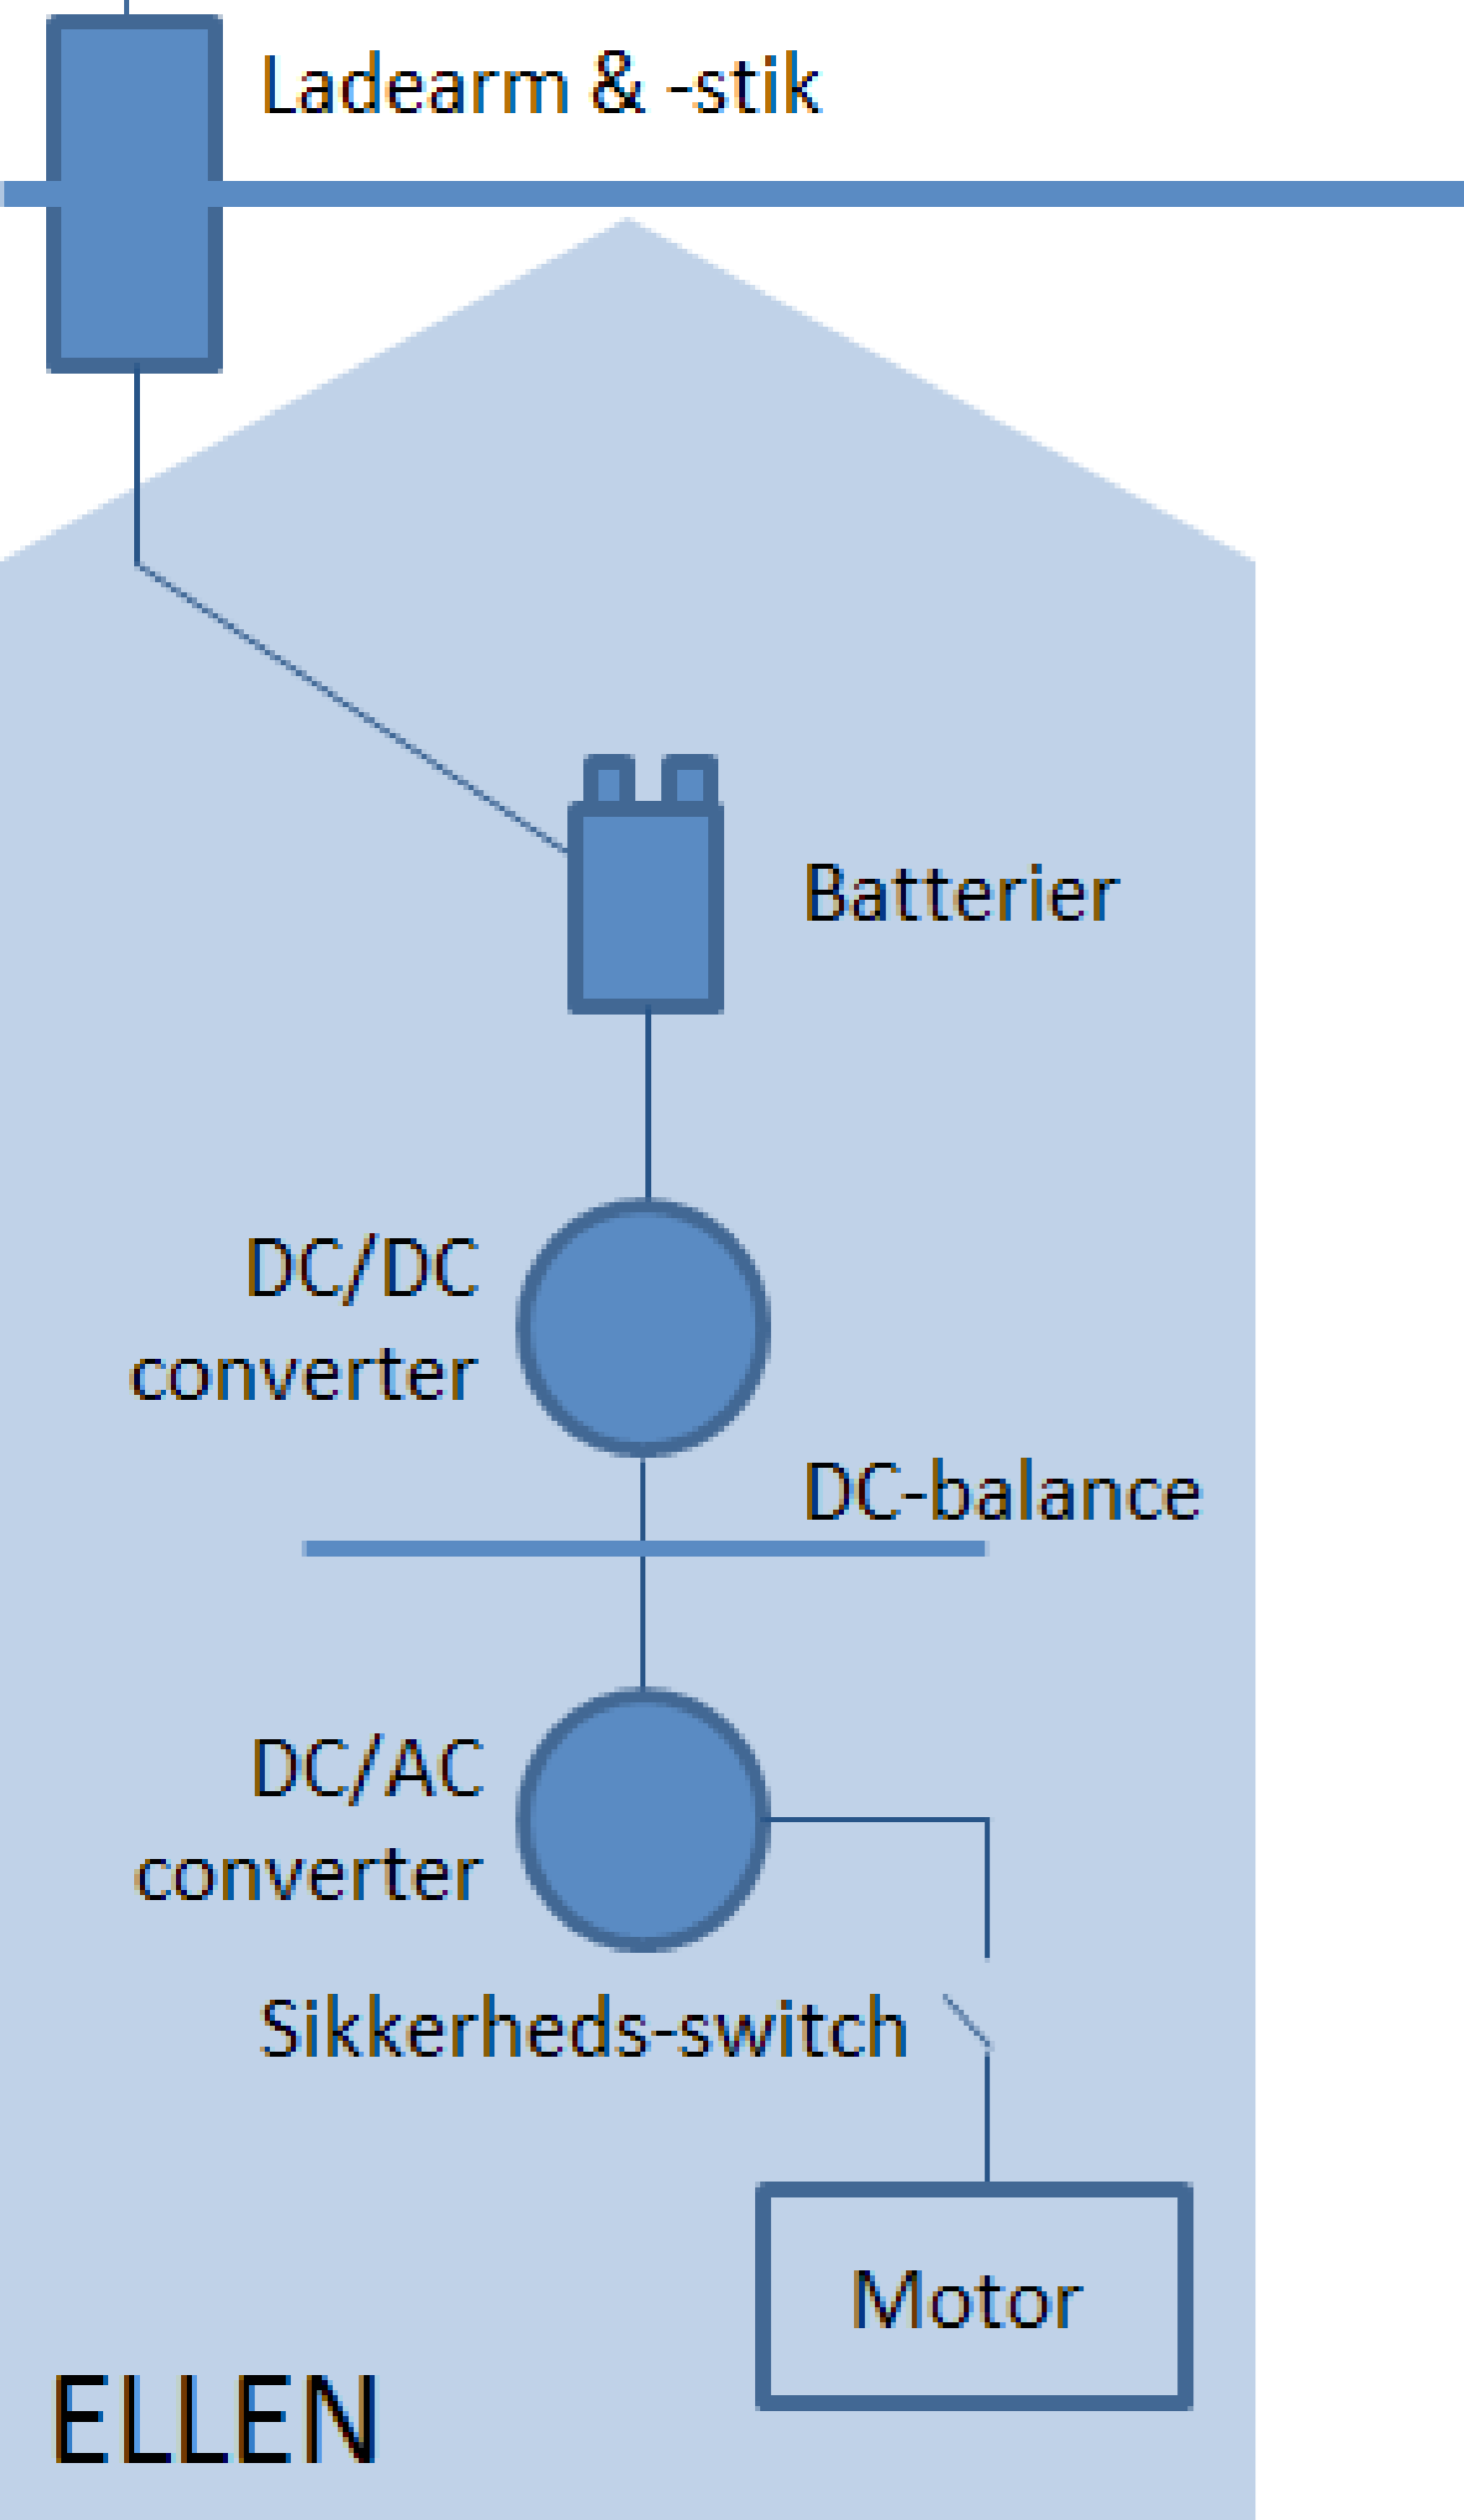 Ladearm & -stik
Batterier
DC/DC
converter
DC-balance
DC/AC
converter
Sikkerheds-switch
Motor
ELLEN